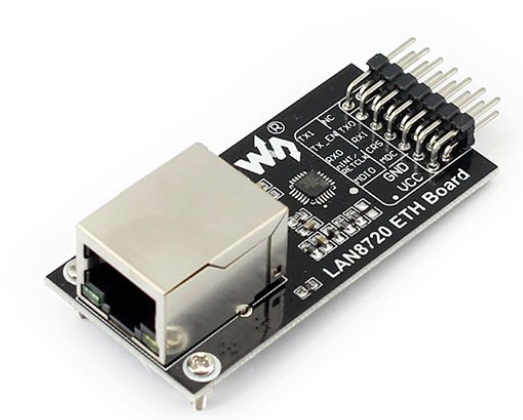 NC
TX1
TX_EN
TX0
RX0
RX1
nINT/
RETCLK
CRS
MDIO
MDC
GND
VCC
®
LAN8720 ETH Board